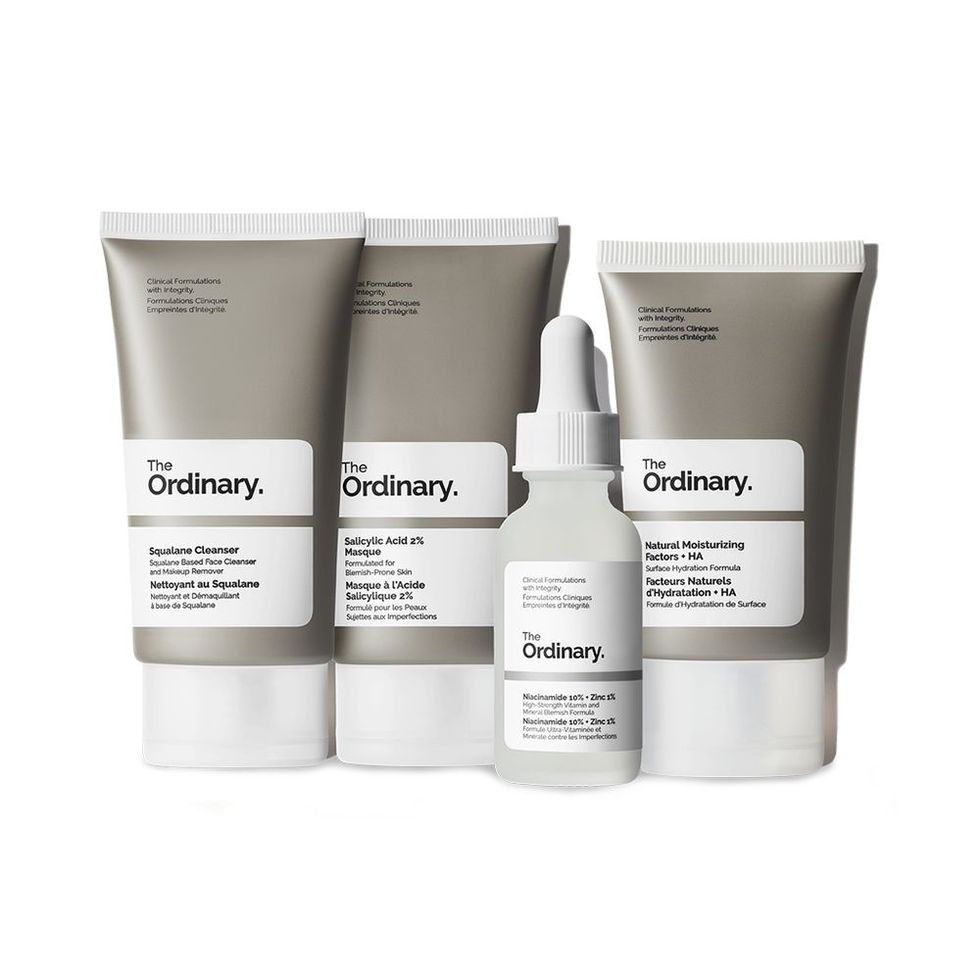 Clinical Formulations
with Integrity.
Formulations Cliniques
Empreintes d'Intégrité.
The
Ordinary.
Squalane Cleanser
Squalane Based Face Cleanser
and Makeup Remover
Nettoyant au Squalane
Nettoyant et Démaquillant
à base de Squalane
Integrity.
Cliniques
d'Intégrité.
The
Ordinary.
Salicylic Acid 2%
Masque
Formulated for
Blemish-Prone Skin
Masque à l'Acide
Salicylique 2%
Formulé pour les Peaux
Sujettes aux Imperfections
Clinical Formulations
with Integrity.
Formulations Cliniques
Empreintes d'Intégrité.
The
Ordinary.
Niacinamide 10% + Zinc 1%
High-Strength Vitamin and
Mineral Blemish Formula
Niacinamide 10% + Zinc 1%
Formule Ultra-Vitaminée et
Minérale contre les Imperfections
Clinical Formulations
with Integrity.
Formulations Cliniques
Empreintes d'Intégrité.
The
Ordinary.
Natural Moisturizing
Factors + HA
Surface Hydration Formula
Facteurs Naturels
d'Hydratation + HA
Formule d'Hydratation de Surface